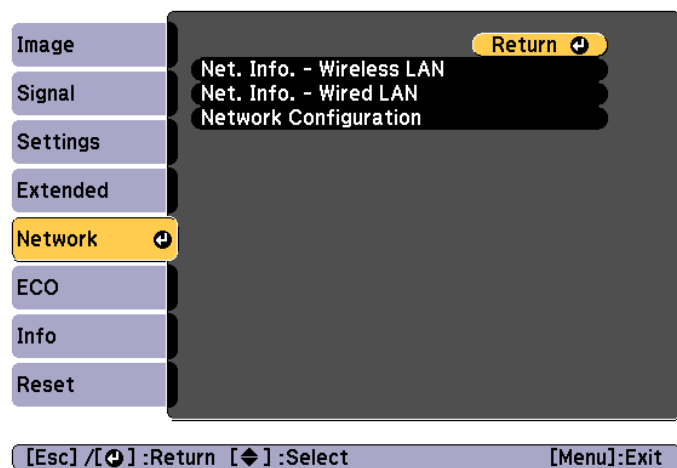 Image
Signal
Settings
Extended
Network
ECO
Info
Reset
Return
Net. Info. - Wireless LAN
Net. Info. - Wired LAN
Network Configuration
[Esc] /[⏎] :Return [◆] :Select [Menu]:Exit